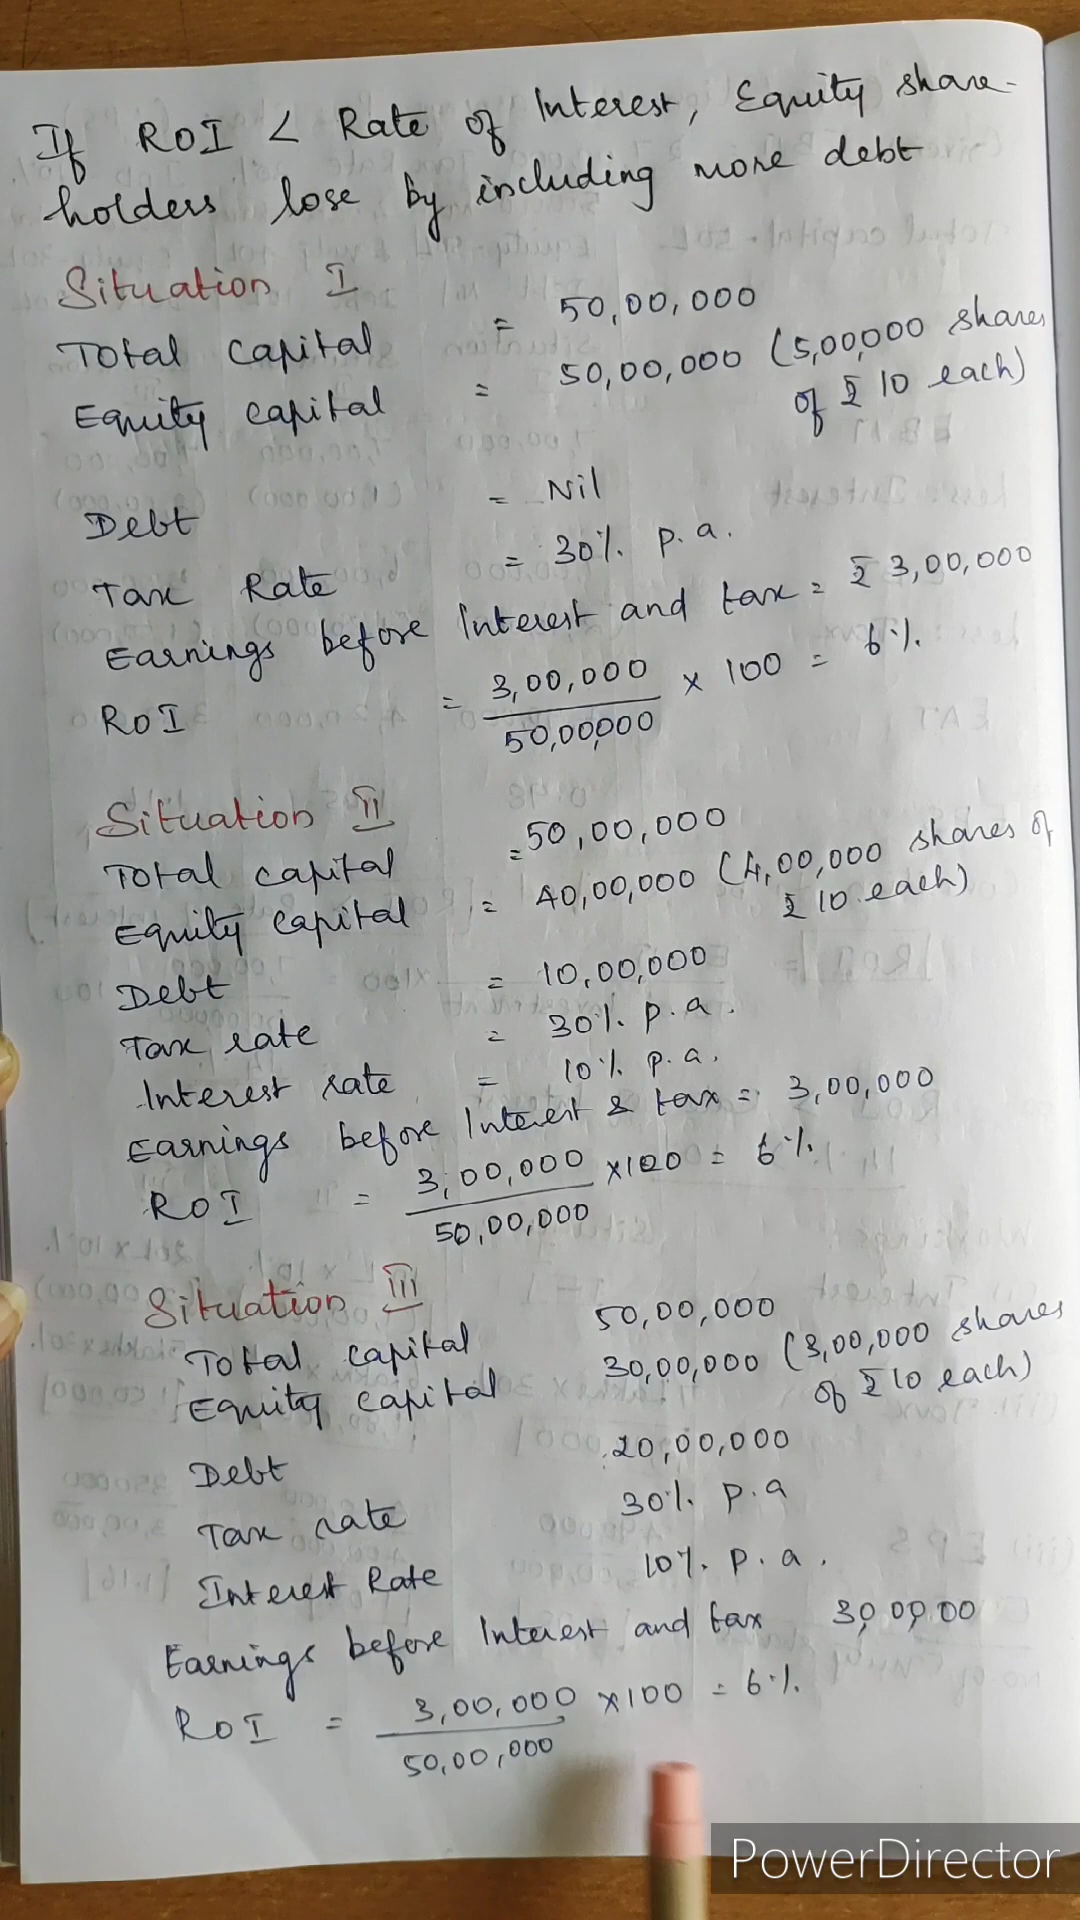 If ROI < Rate of Interest, Equity share-
holders lose by including more debt
Situation I
Total capital = 50,00,000
Equity capital = 50,00,000 (5,00,000 shares
of ₹ 10 each)
Debt = Nil
Tax Rate = 30% p.a.
Earnings before Interest and tax = ₹ 3,00,000
ROI = 3,00,000 / 50,00,000 x 100 = 6%.
Situation II
Total capital = 50,00,000
Equity capital = 40,00,000 (4,00,000 shares of
₹ 10 each)
Debt = 10,00,000
Tax rate = 30% p.a.
Interest rate = 10% p.a.
Earnings before Interest & tax = 3,00,000
ROI = 3,00,000 / 50,00,000 x100 = 6%
Situation III
Total capital 50,00,000
Equity capital 30,00,000 (3,00,000 shares
of ₹ 10 each)
Debt 20,00,000
Tax rate 30% p.a
Interest Rate 10% p.a.
Earnings before Interest and tax 3,00,000
ROI = 3,00,000 / 50,00,000 x100 = 6%.
PowerDirector